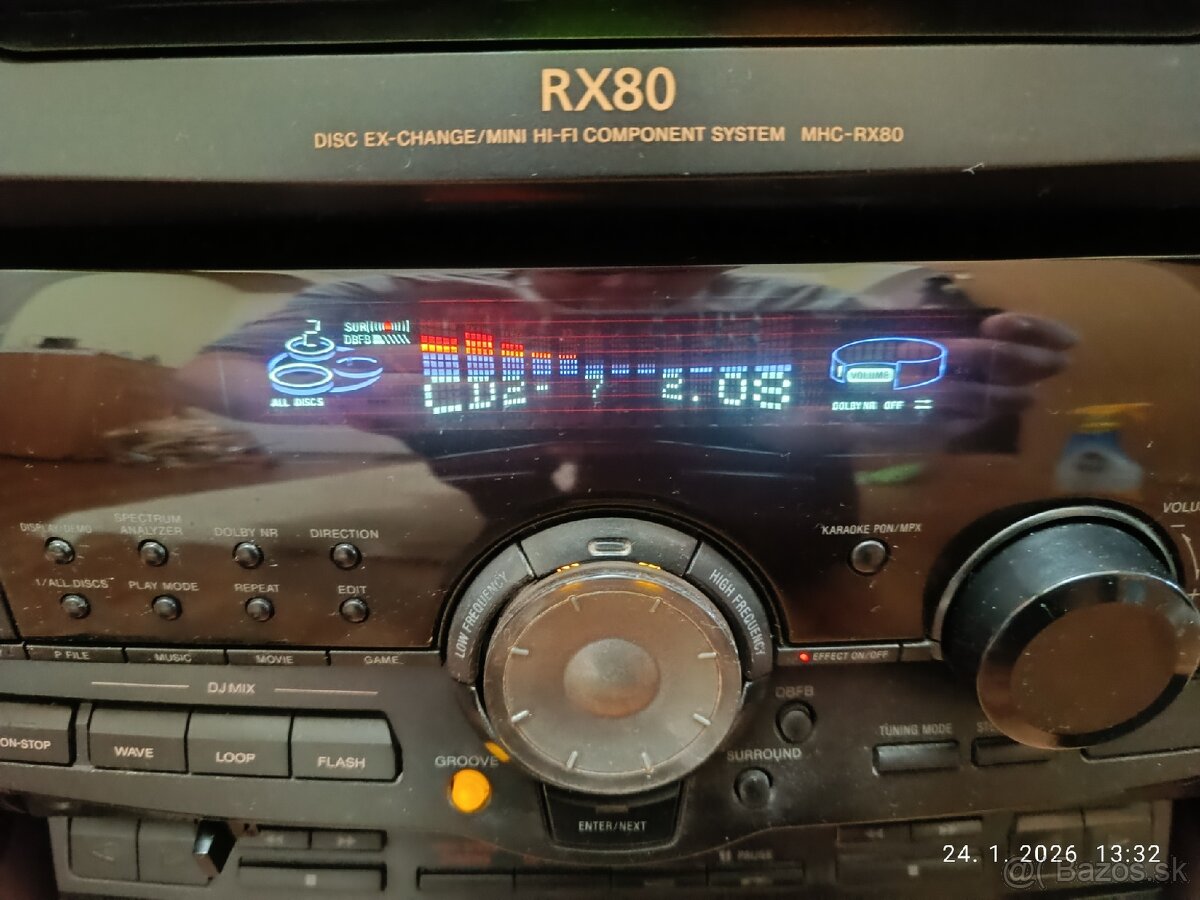 RX80
DISC EX-CHANGE/MINI HI-FI COMPONENT SYSTEM MHC-RX80
SUR
DBFB
ALL DISCS
CD2- 7 2.08
VOLUME
DOLBY NR OFF
DISPLAY/DEMO
SPECTRUM
ANALYZER
DOLBY NR
DIRECTION
KARAOKE PON/MPX
1/ALL DISCS
PLAY MODE
REPEAT
EDIT
LOW FREQUENCY
HIGH FREQUENCY
P FILE
MUSIC
MOVIE
GAME
EFFECT ON/OFF
DJ MIX
WAVE
LOOP
FLASH
GROOVE
DBFB
SURROUND
TUNING MODE
ENTER/NEXT
PAUSE
24. 1. 2026 13:32
Bazos.sk